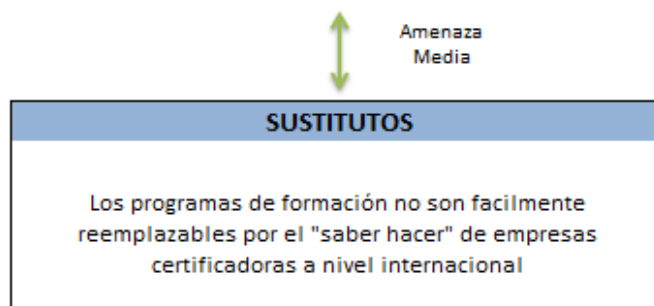 Amenaza
Media
SUSTITUTOS
Los programas de formación no son facilmente
reemplazables por el "saber hacer" de empresas
certificadoras a nivel internacional